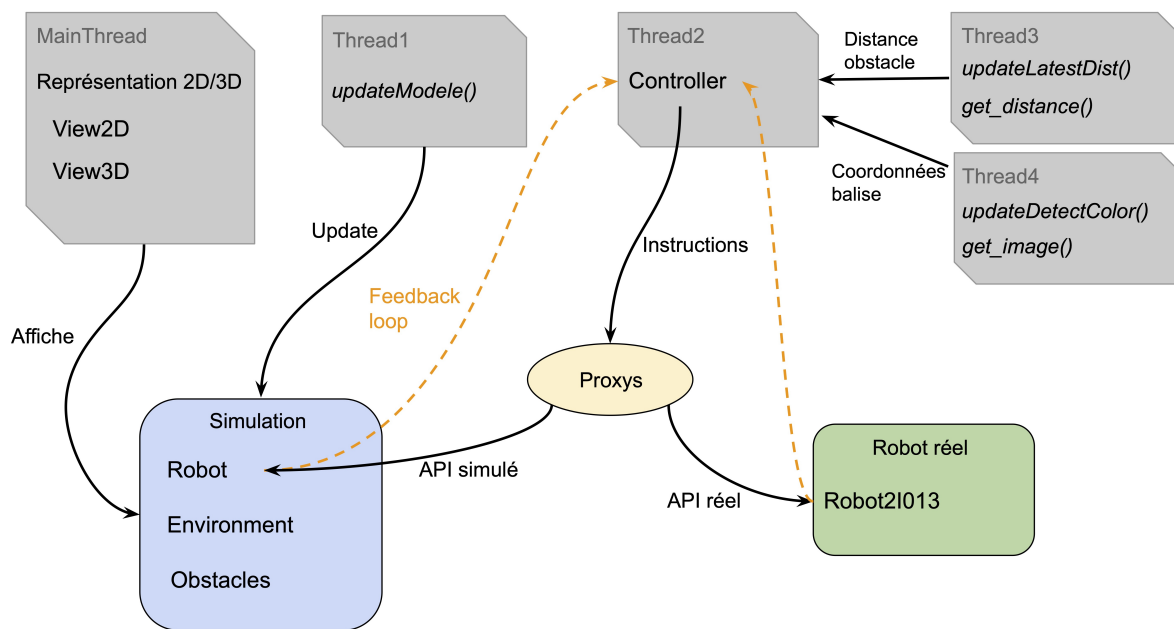 MainThread
Représentation 2D/3D
View2D
View3D
Thread1
updateModele()
Thread2
Controller
Distance
obstacle
Thread3
updateLatestDist()
get_distance()
Coordonnées
balise
Thread4
updateDetectColor()
get_image()
Affiche
Update
Feedback
loop
Instructions
Proxys
API simulé
API réel
Simulation
Robot
Environment
Obstacles
Robot réel
Robot2I013